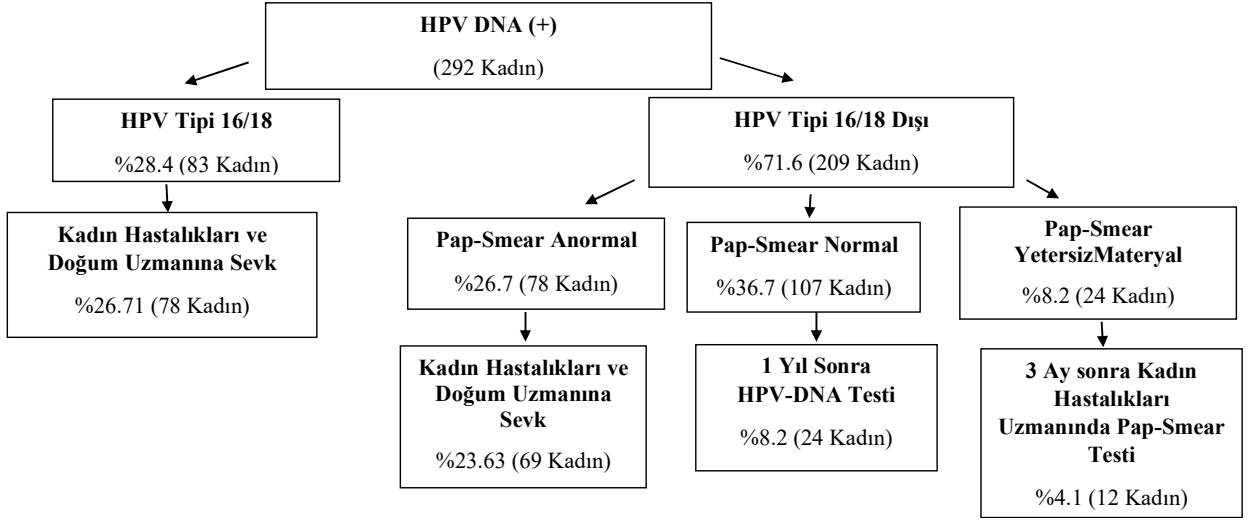 HPV DNA (+)
(292 Kadın)
HPV Tipi 16/18
%28.4 (83 Kadın)
HPV Tipi 16/18 Dışı
%71.6 (209 Kadın)
Kadın Hastalıkları ve
Doğum Uzmanına Sevk
%26.71 (78 Kadın)
Pap-Smear Anormal
%26.7 (78 Kadın)
Pap-Smear Normal
%36.7 (107 Kadın)
Pap-Smear
YetersizMateryal
%8.2 (24 Kadın)
Kadın Hastalıkları ve
Doğum Uzmanına
Sevk
%23.63 (69 Kadın)
1 Yıl Sonra
HPV-DNA Testi
%8.2 (24 Kadın)
3 Ay sonra Kadın
Hastalıkları
Uzmanında Pap-Smear
Testi
%4.1 (12 Kadın)